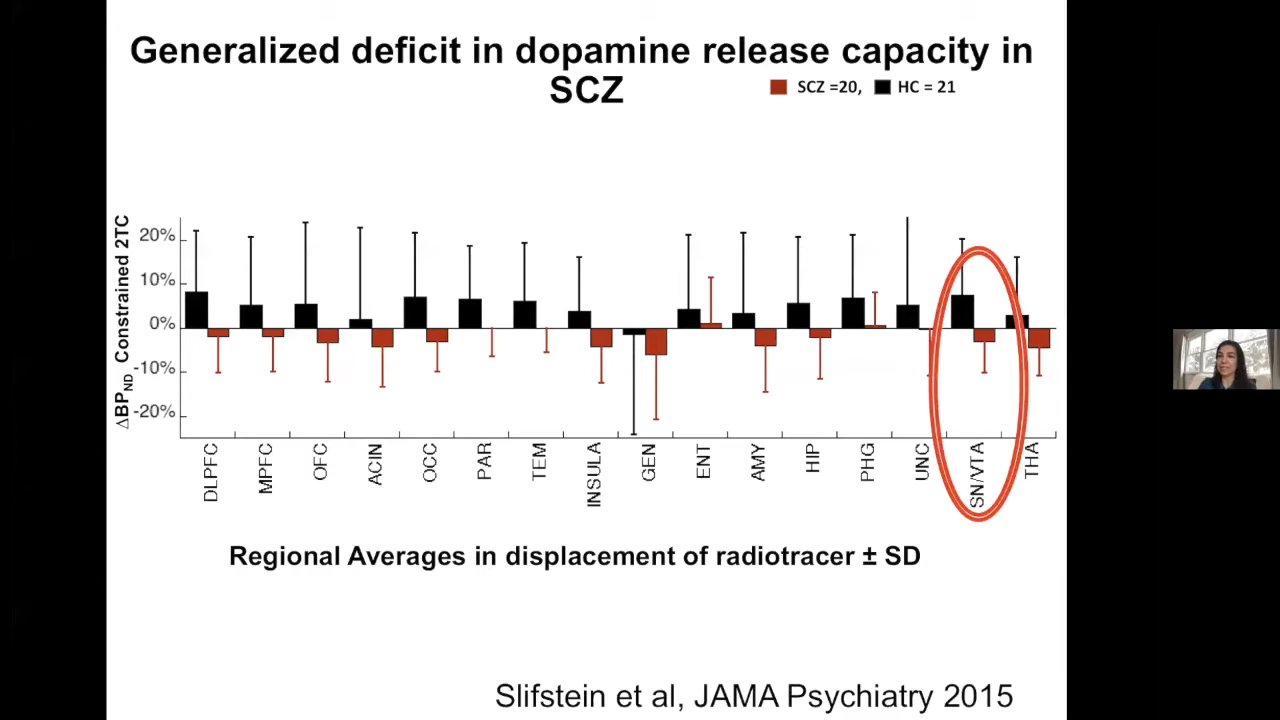 Generalized deficit in dopamine release capacity in
SCZ
SCZ =20, HC = 21
ΔBPND Constrained 2TC
20%
10%
0%
-10%
-20%
DLPFC
MPFC
OFC
ACIN
OCC
PAR
TEM
INSULA
GEN
ENT
AMY
HIP
PHG
UNC
SN/VTA
THA
Regional Averages in displacement of radiotracer ± SD
Slifstein et al, JAMA Psychiatry 2015